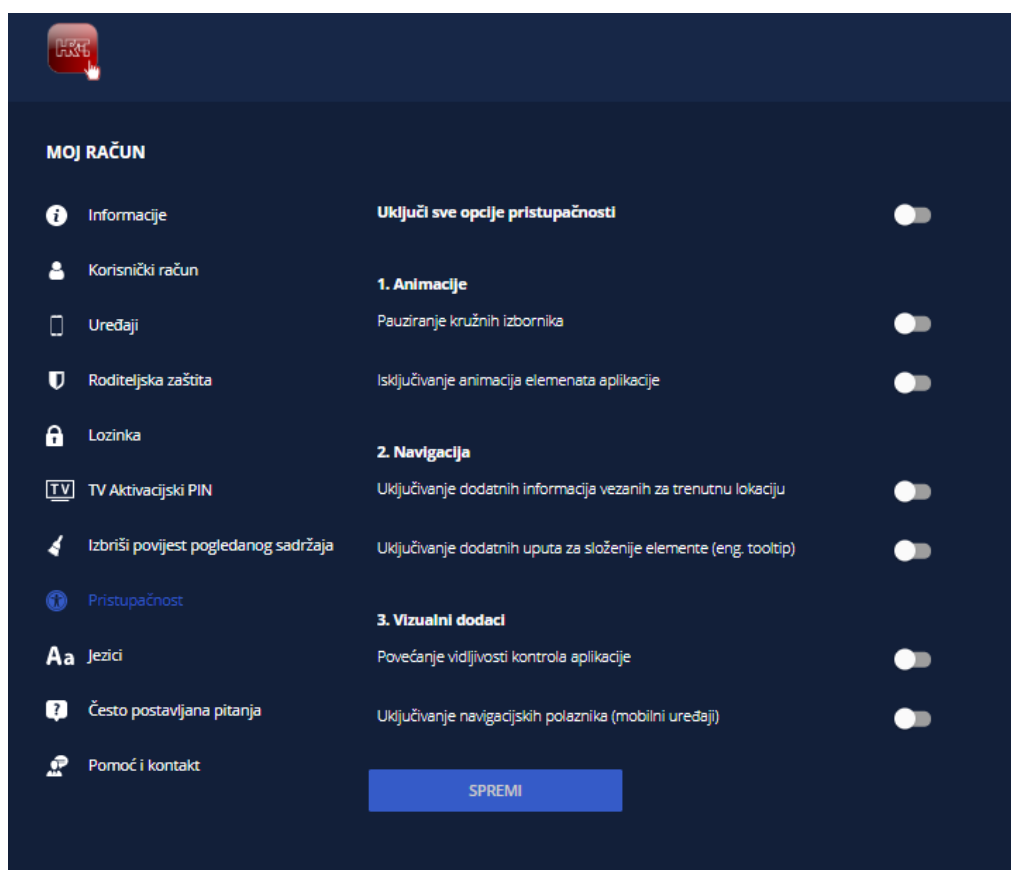 HRT
MOJ RAČUN
Informacije
Korisnički račun
Uređaji
Roditeljska zaštita
Lozinka
TV
TV Aktivacijski PIN
Izbriši povijest pogledanog sadržaja
Pristupačnost
Aa
Jezici
Često postavljana pitanja
Pomoć i kontakt
Uključi sve opcije pristupačnosti
1. Animacije
Pauziranje kružnih izbornika
Isključivanje animacija elemenata aplikacije
2. Navigacija
Uključivanje dodatnih informacija vezanih za trenutnu lokaciju
Uključivanje dodatnih uputa za složenije elemente (eng. tooltip)
3. Vizualni dodaci
Povećanje vidljivosti kontrola aplikacije
Uključivanje navigacijskih polaznika (mobilni uređaji)
SPREMI